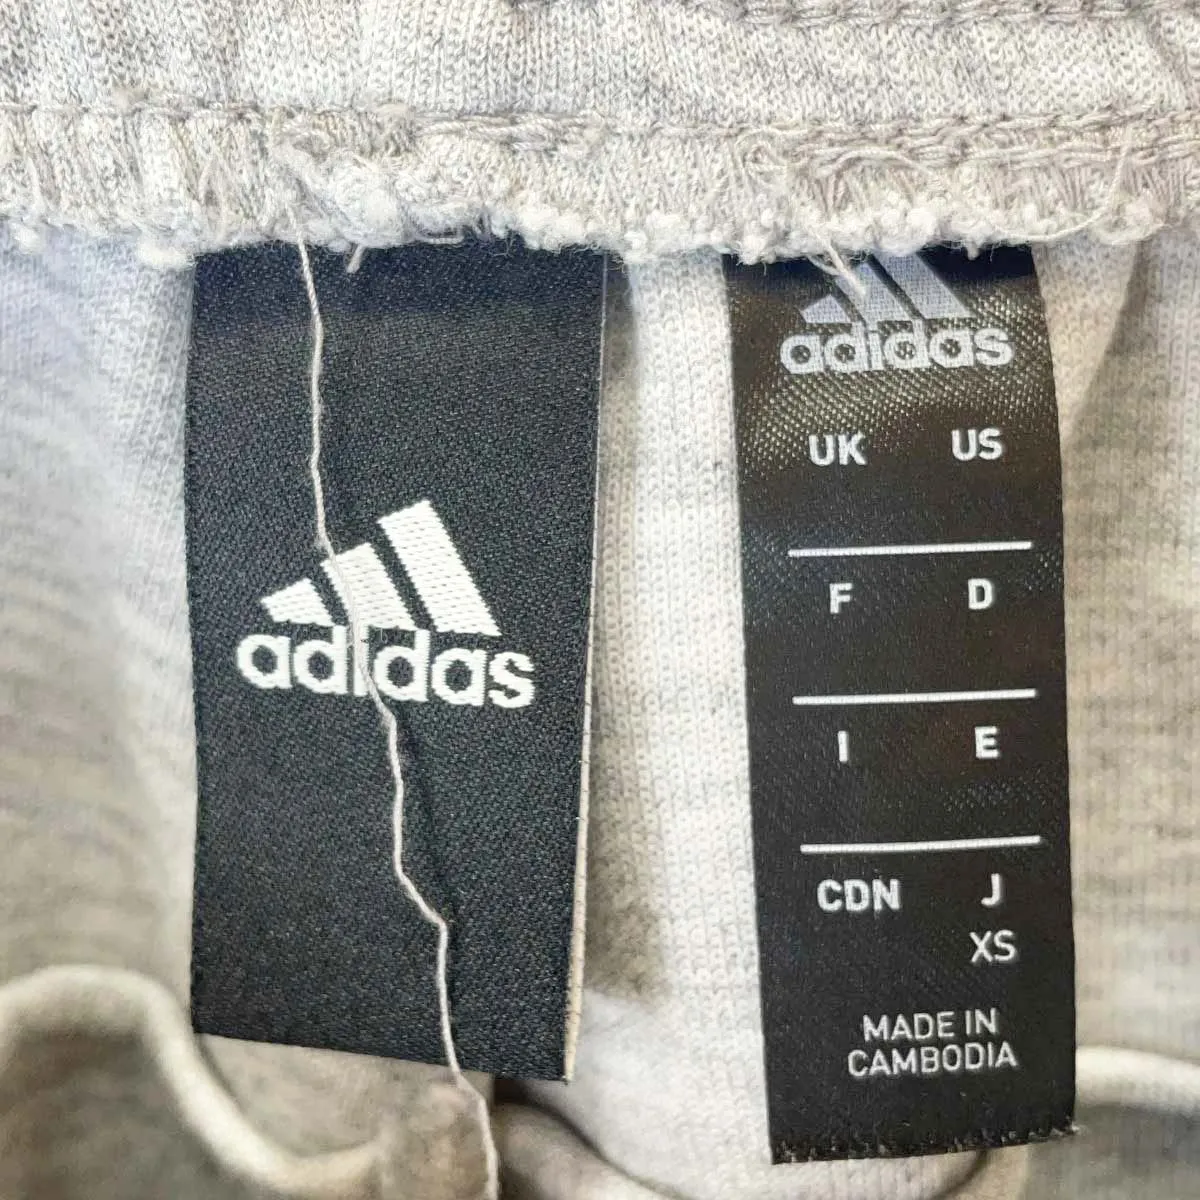 adidas
adidas
UK US
F D
I E
CDN J
XS
MADE IN
CAMBODIA